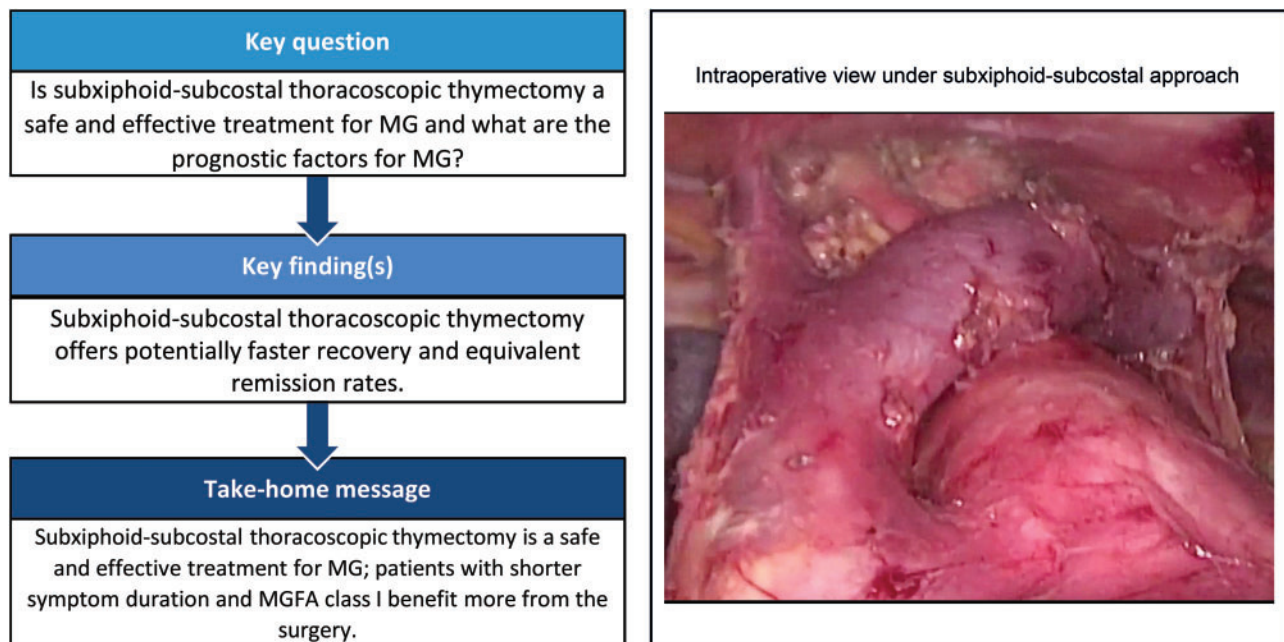 Key question
Is subxiphoid-subcostal thoracoscopic thymectomy a
safe and effective treatment for MG and what are the
prognostic factors for MG?
Key finding(s)
Subxiphoid-subcostal thoracoscopic thymectomy
offers potentially faster recovery and equivalent
remission rates.
Take-home message
Subxiphoid-subcostal thoracoscopic thymectomy is a safe
and effective treatment for MG; patients with shorter
symptom duration and MGFA class I benefit more from the
surgery.
Intraoperative view under subxiphoid-subcostal approach